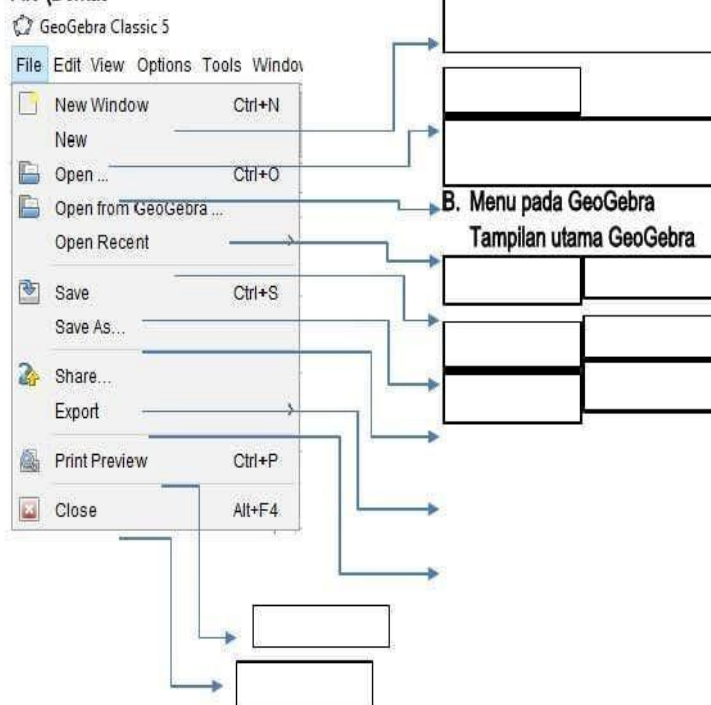 GeoGebra Classic 5
File Edit View Options Tools
New Window Ctrl+N
New
Open ... Ctrl+O
Open from GeoGebra ...
Open Recent
Save Ctrl+S
Save As...
Share...
Export
Print Preview Ctrl+P
Close Alt+F4
B. Menu pada GeoGebra
Tampilan utama GeoGebra